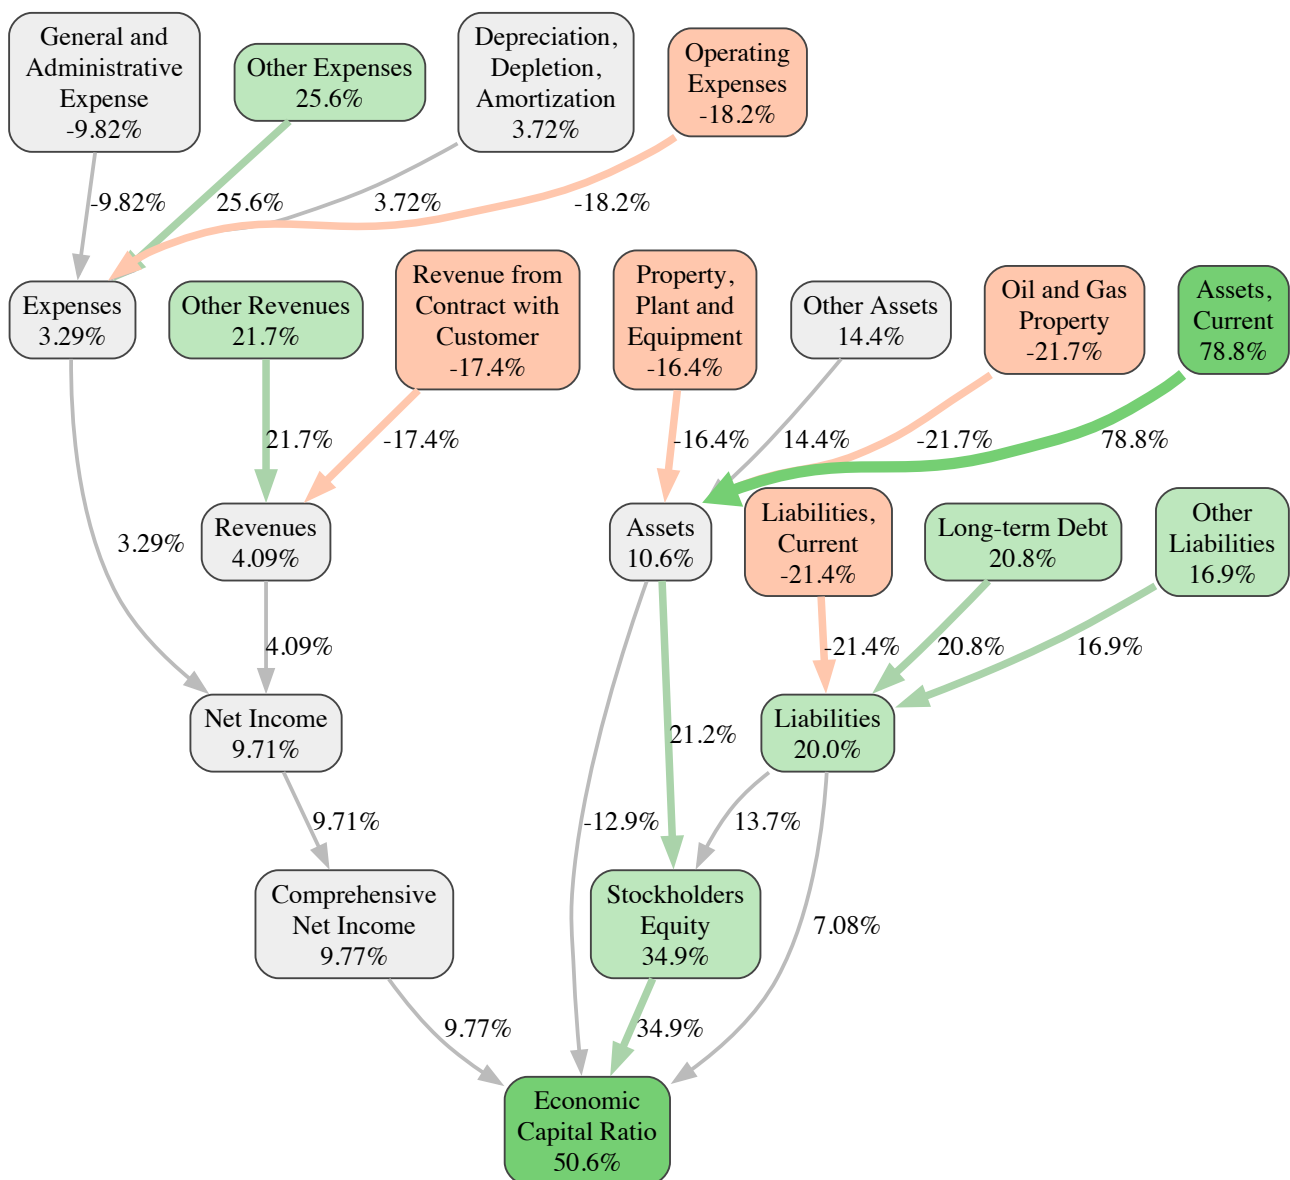 General and
Administrative
Expense
-9.82%
Other Expenses
25.6%
Depreciation,
Depletion,
Amortization
3.72%
Operating
Expenses
-18.2%
-9.82%
25.6%
3.72%
-18.2%
Expenses
3.29%
Other Revenues
21.7%
Revenue from
Contract with
Customer
-17.4%
Property,
Plant and
Equipment
-16.4%
Other Assets
14.4%
Oil and Gas
Property
-21.7%
Assets,
Current
78.8%
21.7%
-17.4%
-16.4%
14.4%
-21.7%
78.8%
3.29%
Revenues
4.09%
Assets
10.6%
Liabilities,
Current
-21.4%
Long-term Debt
20.8%
Other
Liabilities
16.9%
4.09%
-21.4%
20.8%
16.9%
Net Income
9.71%
21.2%
Liabilities
20.0%
9.71%
-12.9%
13.7%
Comprehensive
Net Income
9.77%
Stockholders
Equity
34.9%
7.08%
9.77%
34.9%
Economic
Capital Ratio
50.6%